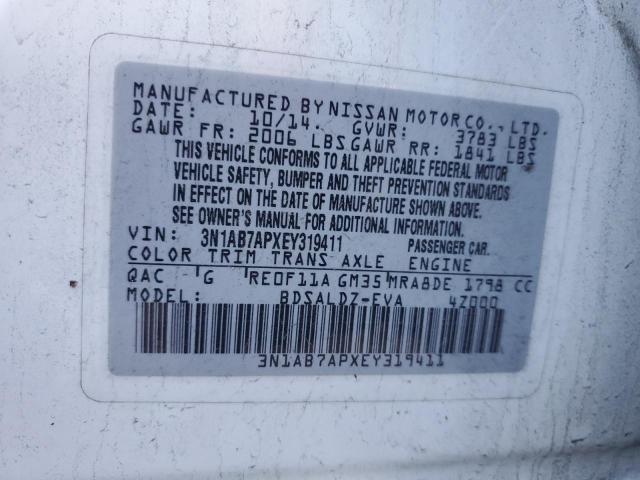 MANUFACTURED BY NISSAN MOTOR CO., LTD.
DATE: 10/14. GVWR: 3783 LBS
GAWR FR: 2006 LBS GAWR RR: 1841 LBS
THIS VEHICLE CONFORMS TO ALL APPLICABLE FEDERAL MOTOR
VEHICLE SAFETY, BUMPER AND THEFT PREVENTION STANDARDS
IN EFFECT ON THE DATE OF MANUFACTURE SHOWN ABOVE.
SEE OWNER'S MANUAL FOR ADDITIONAL INFORMATION.
VIN: 3N1AB7APXEY319411 PASSENGER CAR.
COLOR TRIM TRANS AXLE ENGINE
QAC G RE0F11A GM35 MRA8DE 1798 CC
MODEL: BDSALDZ-EVA 4Z000
3N1AB7APXEY319411